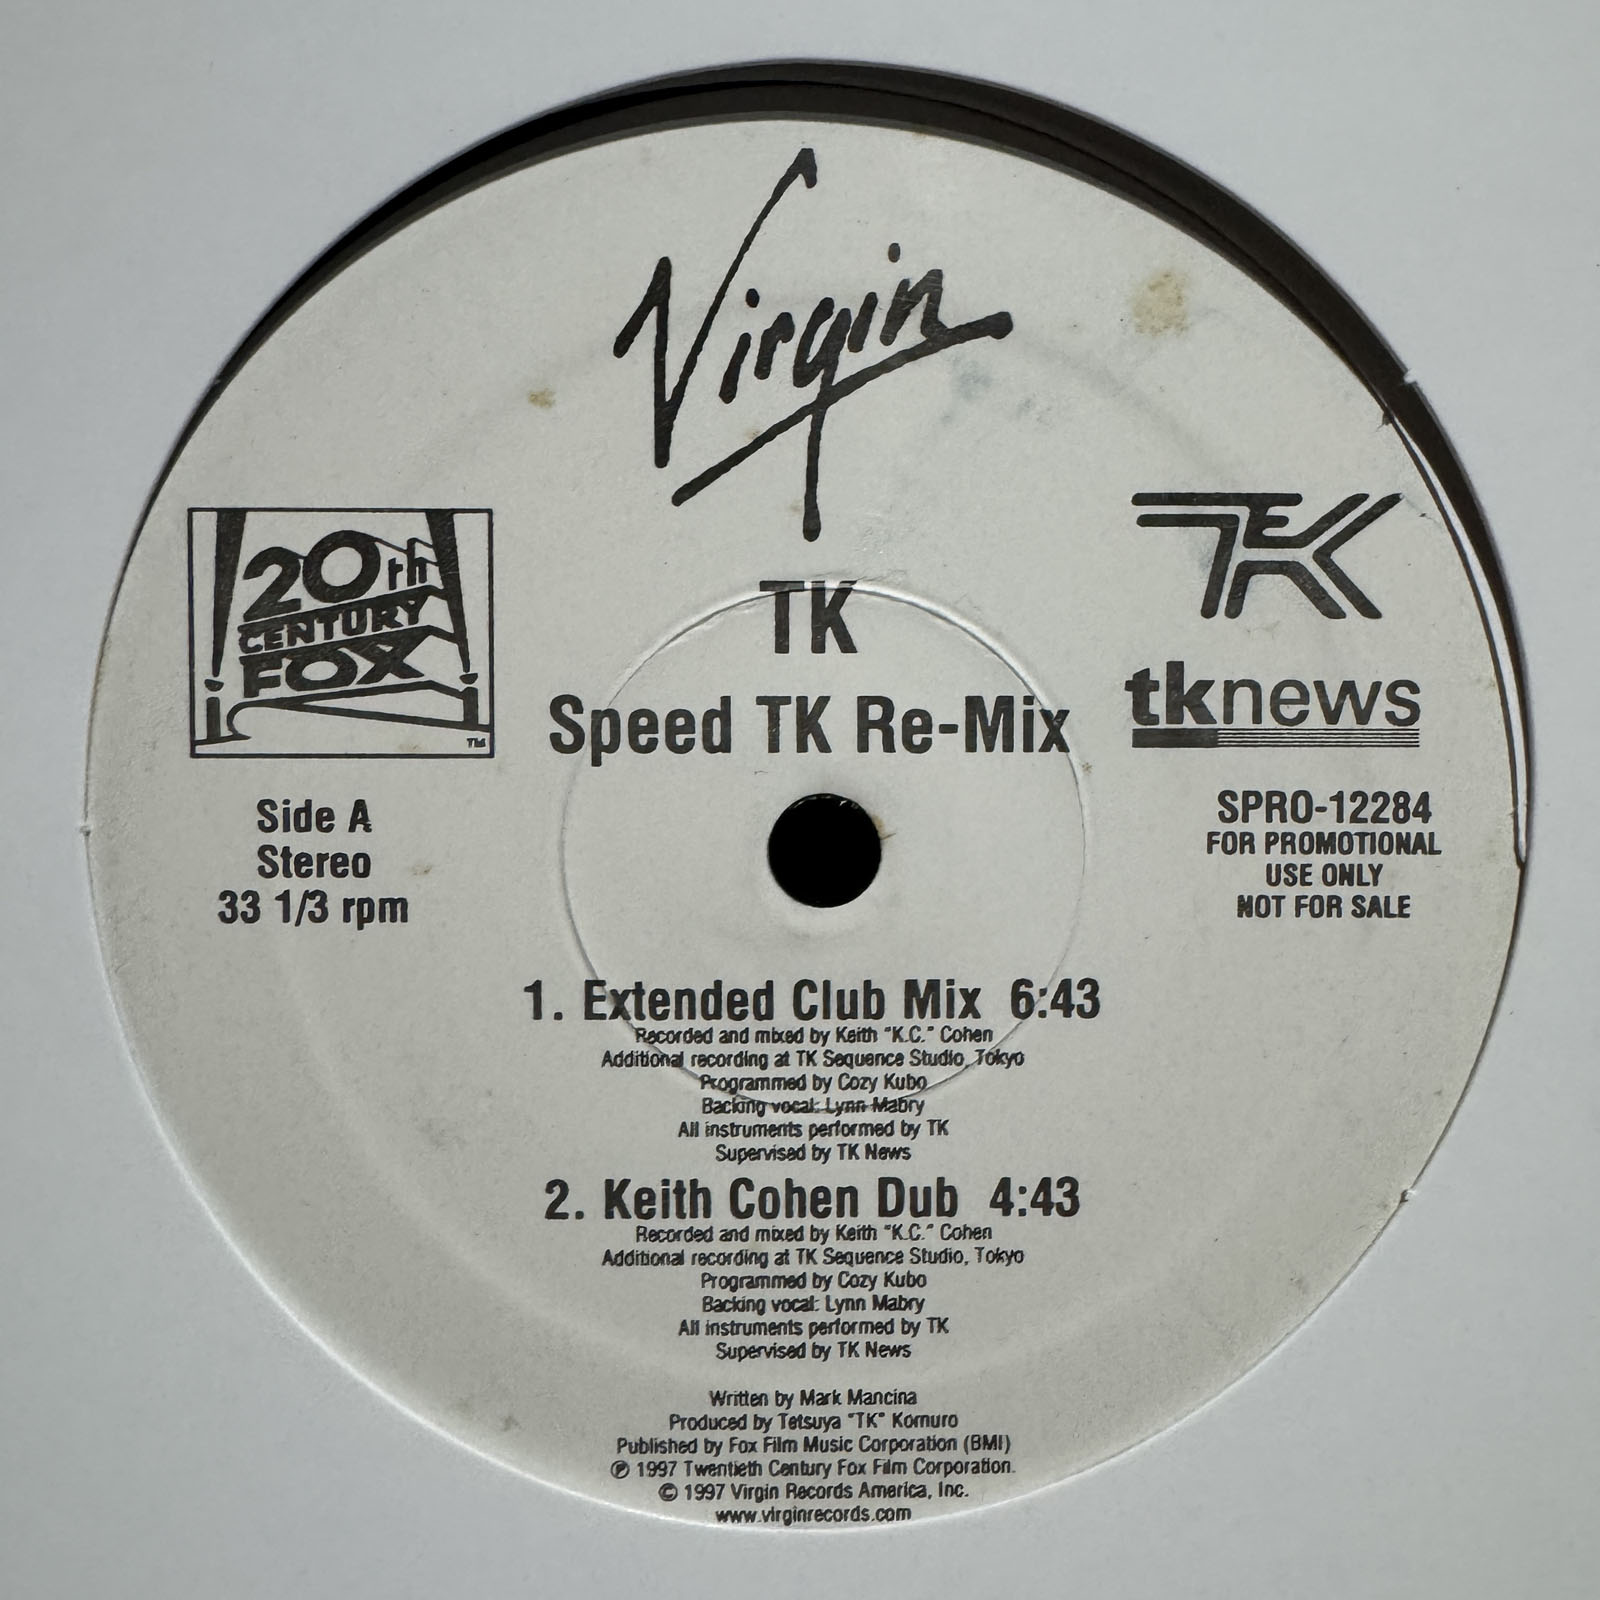 Virgin
20th
CENTURY
FOX
TM
TK
tknews
TK
Speed TK Re-Mix
Side A
Stereo
33 1/3 rpm
SPRO-12284
FOR PROMOTIONAL
USE ONLY
NOT FOR SALE
1. Extended Club Mix 6:43
Recorded and mixed by Keith "K.C." Cohen
Additional recording at TK Sequence Studio, Tokyo
Programmed by Cozy Kubo
Backing vocal: Lynn Mabry
All instruments performed by TK
Supervised by TK News
2. Keith Cohen Dub 4:43
Recorded and mixed by Keith "K.C." Cohen
Additional recording at TK Sequence Studio, Tokyo
Programmed by Cozy Kubo
Backing vocal: Lynn Mabry
All instruments performed by TK
Supervised by TK News
Written by Mark Mancina
Produced by Tetsuya "TK" Komuro
Published by Fox Film Music Corporation (BMI)
℗ 1997 Twentieth Century Fox Film Corporation.
© 1997 Virgin Records America, Inc.
www.virginrecords.com